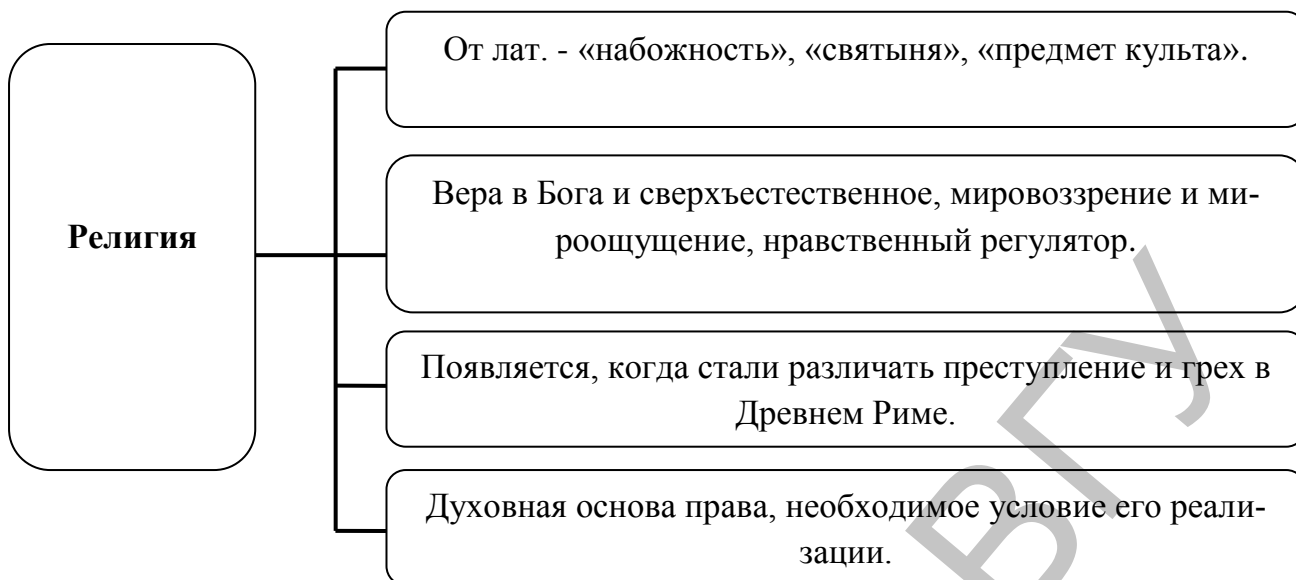 От лат. - «набожность», «святыня», «предмет культа».
Вера в Бога и сверхъестественное, мировоззрение и ми-
роощущение, нравственный регулятор.
Религия
Появляется, когда стали различать преступление и грех в
Древнем Риме.
Духовная основа права, необходимое условие его реали-
зации.
ВГУ